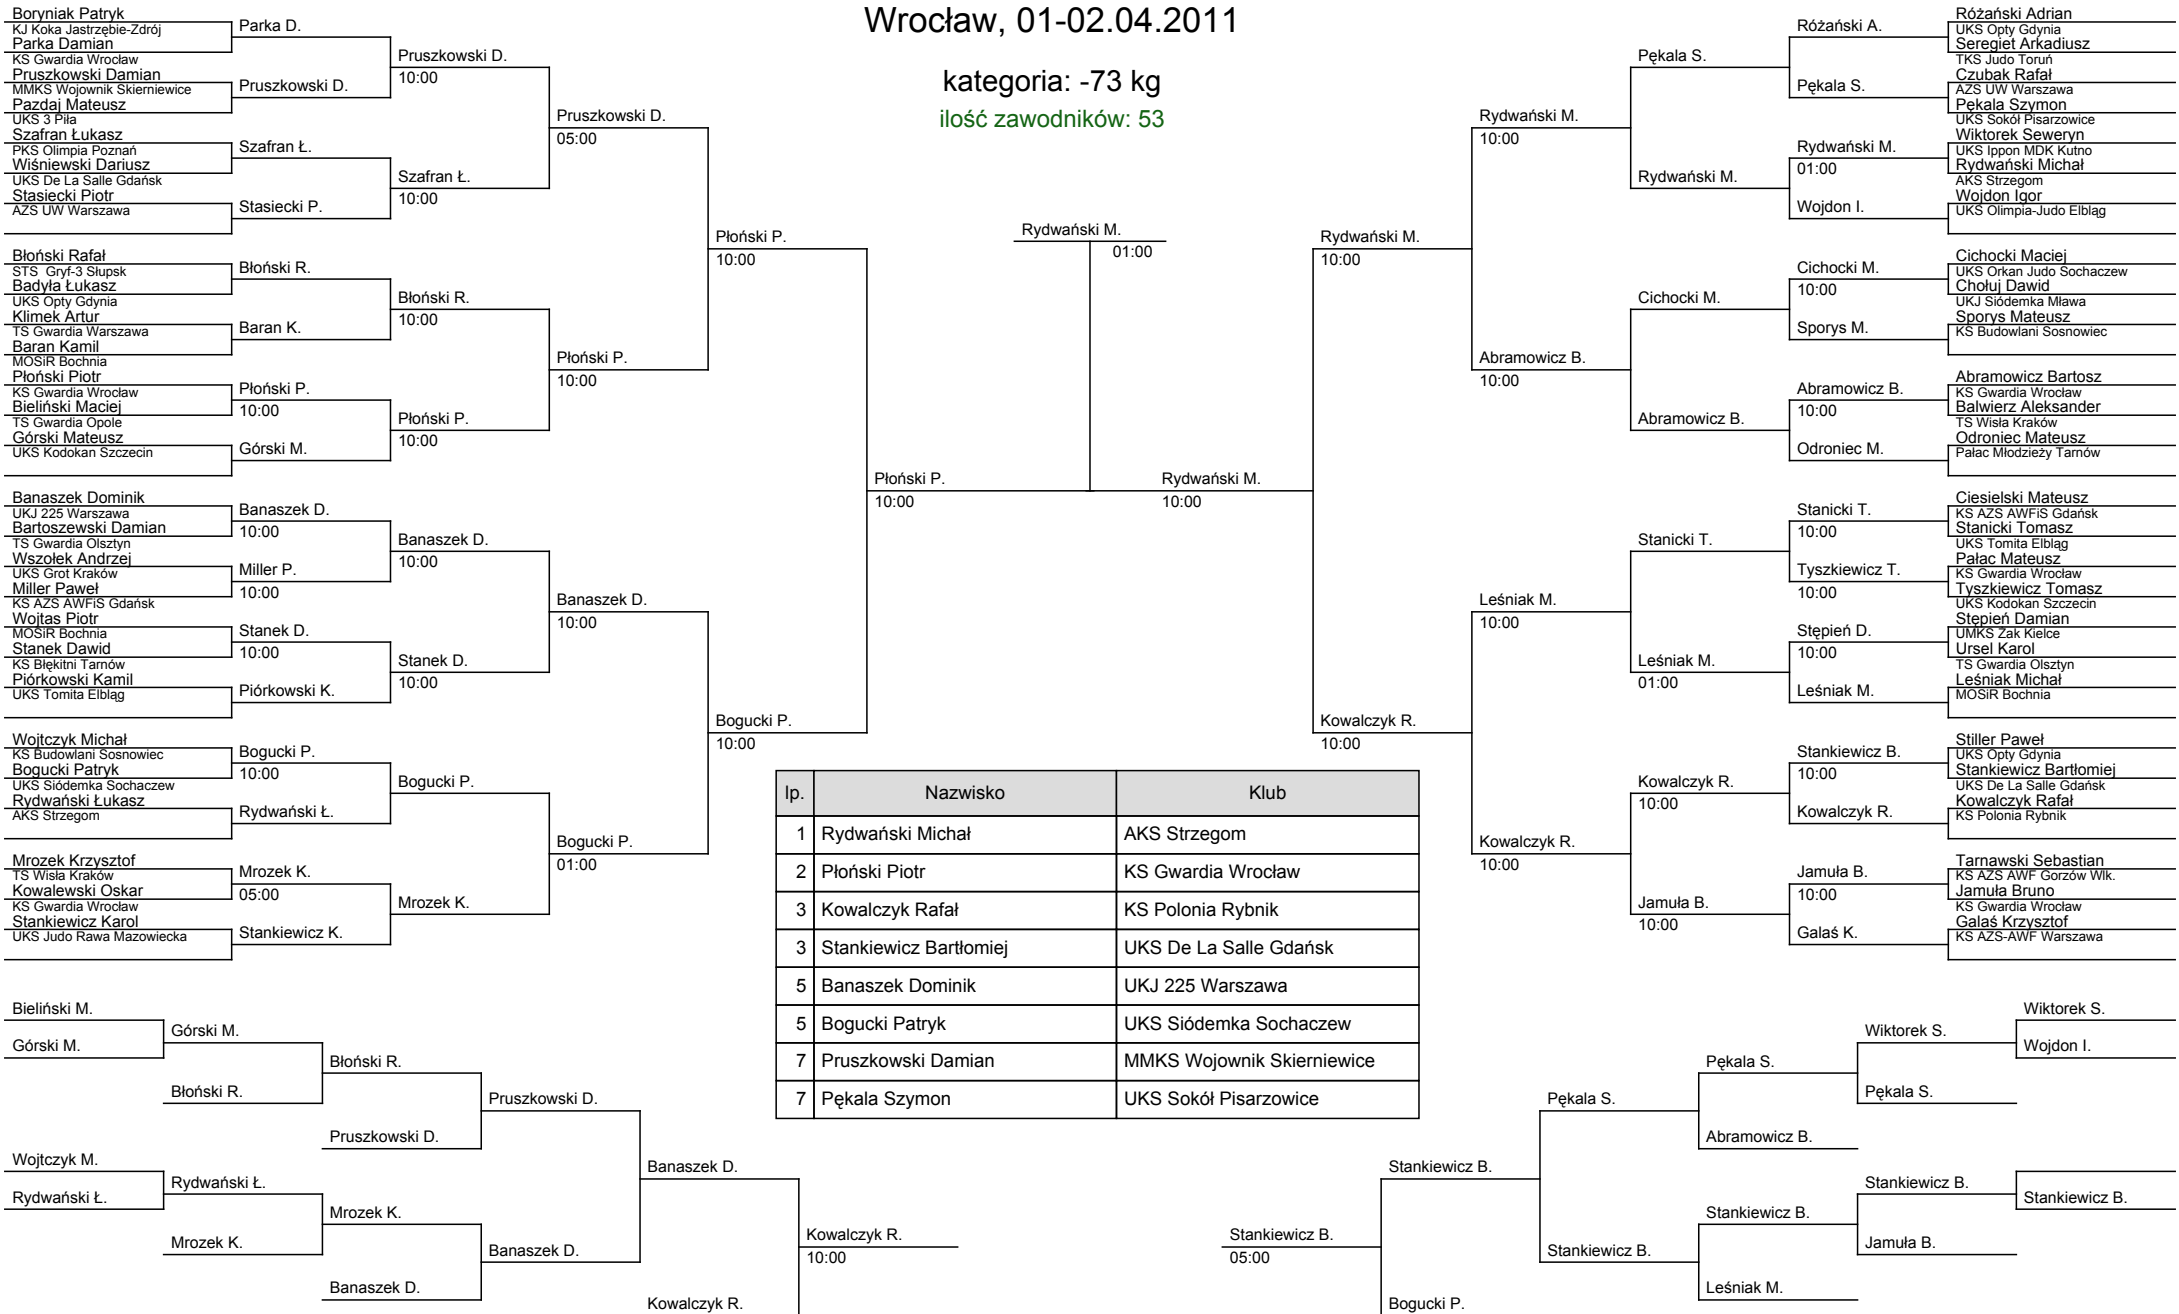 Wrocław, 01-02.04.2011
kategoria: -73 kg
ilość zawodników: 53
Boryniak Patryk
KJ Koka Jastrzębie-Zdrój
Parka Damian
KS Gwardia Wrocław
Pruszkowski Damian
MMKS Wojownik Skierniewice
Pazdaj Mateusz
UKS 3 Piła
Szafran Łukasz
PKS Olimpia Poznań
Wiśniewski Dariusz
UKS De La Salle Gdańsk
Stasiecki Piotr
AZS UW Warszawa
Błoński Rafał
STS Gryf-3 Słupsk
Badyła Łukasz
UKS Opty Gdynia
Klimek Artur
TS Gwardia Warszawa
Baran Kamil
MOSiR Bochnia
Płoński Piotr
KS Gwardia Wrocław
Bieliński Maciej
TS Gwardia Opole
Górski Mateusz
UKS Kodokan Szczecin
Banaszek Dominik
UKJ 225 Warszawa
Bartoszewski Damian
TS Gwardia Olsztyn
Wszołek Andrzej
UKS Grot Kraków
Miller Paweł
KS AZS AWFiS Gdańsk
Wojtas Piotr
MOSiR Bochnia
Stanek Dawid
KS Błękitni Tarnów
Piórkowski Kamil
UKS Tomita Elbląg
Wojtczyk Michał
KS Budowlani Sosnowiec
Bogucki Patryk
UKS Siódemka Sochaczew
Rydwański Łukasz
AKS Strzegom
Mrozek Krzysztof
TS Wisła Kraków
Kowalewski Oskar
KS Gwardia Wrocław
Stankiewicz Karol
UKS Judo Rawa Mazowiecka
Parka D.
Pruszkowski D.
Szafran Ł.
Stasiecki P.
Błoński R.
Baran K.
Płoński P.
10:00
Górski M.
Banaszek D.
10:00
Miller P.
10:00
Stanek D.
10:00
Piórkowski K.
Bogucki P.
10:00
Rydwański Ł.
Mrozek K.
05:00
Stankiewicz K.
Pruszkowski D.
10:00
Szafran Ł.
10:00
Błoński R.
10:00
Płoński P.
10:00
Banaszek D.
10:00
Stanek D.
10:00
Bogucki P.
Mrozek K.
Pruszkowski D.
05:00
Płoński P.
10:00
Banaszek D.
10:00
Bogucki P.
01:00
Płoński P.
10:00
Bogucki P.
10:00
Płoński P.
10:00
Rydwański M.
01:00
Rydwański M.
10:00
Rydwański M.
10:00
Kowalczyk R.
10:00
Rydwański M.
10:00
Abramowicz B.
10:00
Leśniak M.
10:00
Kowalczyk R.
10:00
Pękala S.
Rydwański M.
Cichocki M.
Abramowicz B.
Stanicki T.
Leśniak M.
01:00
Kowalczyk R.
10:00
Jamuła B.
10:00
Różański A.
Pękala S.
Rydwański M.
01:00
Wojdon I.
Cichocki M.
10:00
Sporys M.
Abramowicz B.
10:00
Odroniec M.
Stanicki T.
10:00
Tyszkiewicz T.
10:00
Stępień D.
10:00
Leśniak M.
Stankiewicz B.
10:00
Kowalczyk R.
Jamuła B.
10:00
Galaś K.
Różański Adrian
UKS Opty Gdynia
Seregiet Arkadiusz
TKS Judo Toruń
Czubak Rafał
AZS UW Warszawa
Pękala Szymon
UKS Sokół Pisarzowice
Wiktorek Seweryn
UKS Ippon MDK Kutno
Rydwański Michał
AKS Strzegom
Wojdon Igor
UKS Olimpia-Judo Elbląg
Cichocki Maciej
UKS Orkan Judo Sochaczew
Chołuj Dawid
UKJ Siódemka Mława
Sporys Mateusz
KS Budowlani Sosnowiec
Abramowicz Bartosz
KS Gwardia Wrocław
Balwierz Aleksander
TS Wisła Kraków
Odroniec Mateusz
Pałac Młodzieży Tarnów
Ciesielski Mateusz
KS AZS AWFiS Gdańsk
Stanicki Tomasz
UKS Tomita Elbląg
Pałac Mateusz
KS Gwardia Wrocław
Tyszkiewicz Tomasz
UKS Kodokan Szczecin
Stępień Damian
UMKS Żak Kielce
Ursel Karol
TS Gwardia Olsztyn
Leśniak Michał
MOSiR Bochnia
Stiller Paweł
UKS Opty Gdynia
Stankiewicz Bartłomiej
UKS De La Salle Gdańsk
Kowalczyk Rafał
KS Polonia Rybnik
Tarnawski Sebastian
KS AZS AWF Gorzów Wlk.
Jamuła Bruno
KS Gwardia Wrocław
Galaś Krzysztof
KS AZS-AWF Warszawa
lp. Nazwisko Klub
1 Rydwański Michał AKS Strzegom
2 Płoński Piotr KS Gwardia Wrocław
3 Kowalczyk Rafał KS Polonia Rybnik
3 Stankiewicz Bartłomiej UKS De La Salle Gdańsk
5 Banaszek Dominik UKJ 225 Warszawa
5 Bogucki Patryk UKS Siódemka Sochaczew
7 Pruszkowski Damian MMKS Wojownik Skierniewice
7 Pękala Szymon UKS Sokół Pisarzowice
Bieliński M.
Górski M.
Wojtczyk M.
Rydwański Ł.
Górski M.
Błoński R.
Rydwański Ł.
Mrozek K.
Błoński R.
Pruszkowski D.
Mrozek K.
Banaszek D.
Pruszkowski D.
Banaszek D.
Banaszek D.
Kowalczyk R.
Kowalczyk R.
10:00
Stankiewicz B.
05:00
Stankiewicz B.
Bogucki P.
Pękala S.
Stankiewicz B.
Pękala S.
Abramowicz B.
Stankiewicz B.
Leśniak M.
Wiktorek S.
Pękala S.
Stankiewicz B.
Jamuła B.
Wiktorek S.
Wojdon I.
Stankiewicz B.